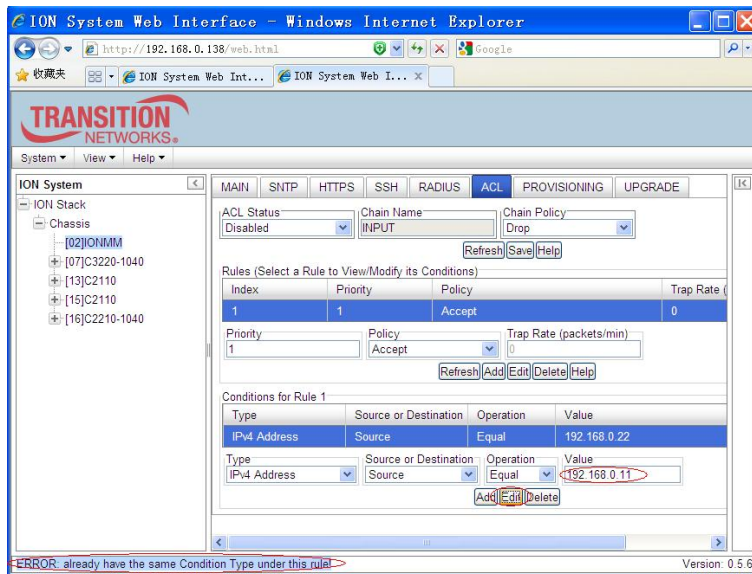 ION System Web Interface - Windows Internet Explorer
http://192.168.0.138/web.html
Google
收藏夹
ION System Web Int...
ION System Web I... x
TRANSITION
NETWORKS®
System View Help
ION System
ION Stack
Chassis
[02]IONMM
[07]C3220-1040
[13]C2110
[15]C2110
[16]C2210-1040
MAIN SNTP HTTPS SSH RADIUS ACL PROVISIONING UPGRADE
ACL Status Chain Name Chain Policy
Disabled INPUT Drop
Refresh Save Help
Rules (Select a Rule to View/Modify its Conditions)
Index Priority Policy Trap Rate (
1 1 Accept 0
Priority Policy Trap Rate (packets/min)
1 Accept 0
Refresh Add Edit Delete Help
Conditions for Rule 1
Type Source or Destination Operation Value
IPv4 Address Source Equal 192.168.0.22
Type Source or Destination Operation Value
IPv4 Address Source Equal 192.168.0.11
Add Edit Delete
ERROR: already have the same Condition Type under this rule!
Version: 0.5.6